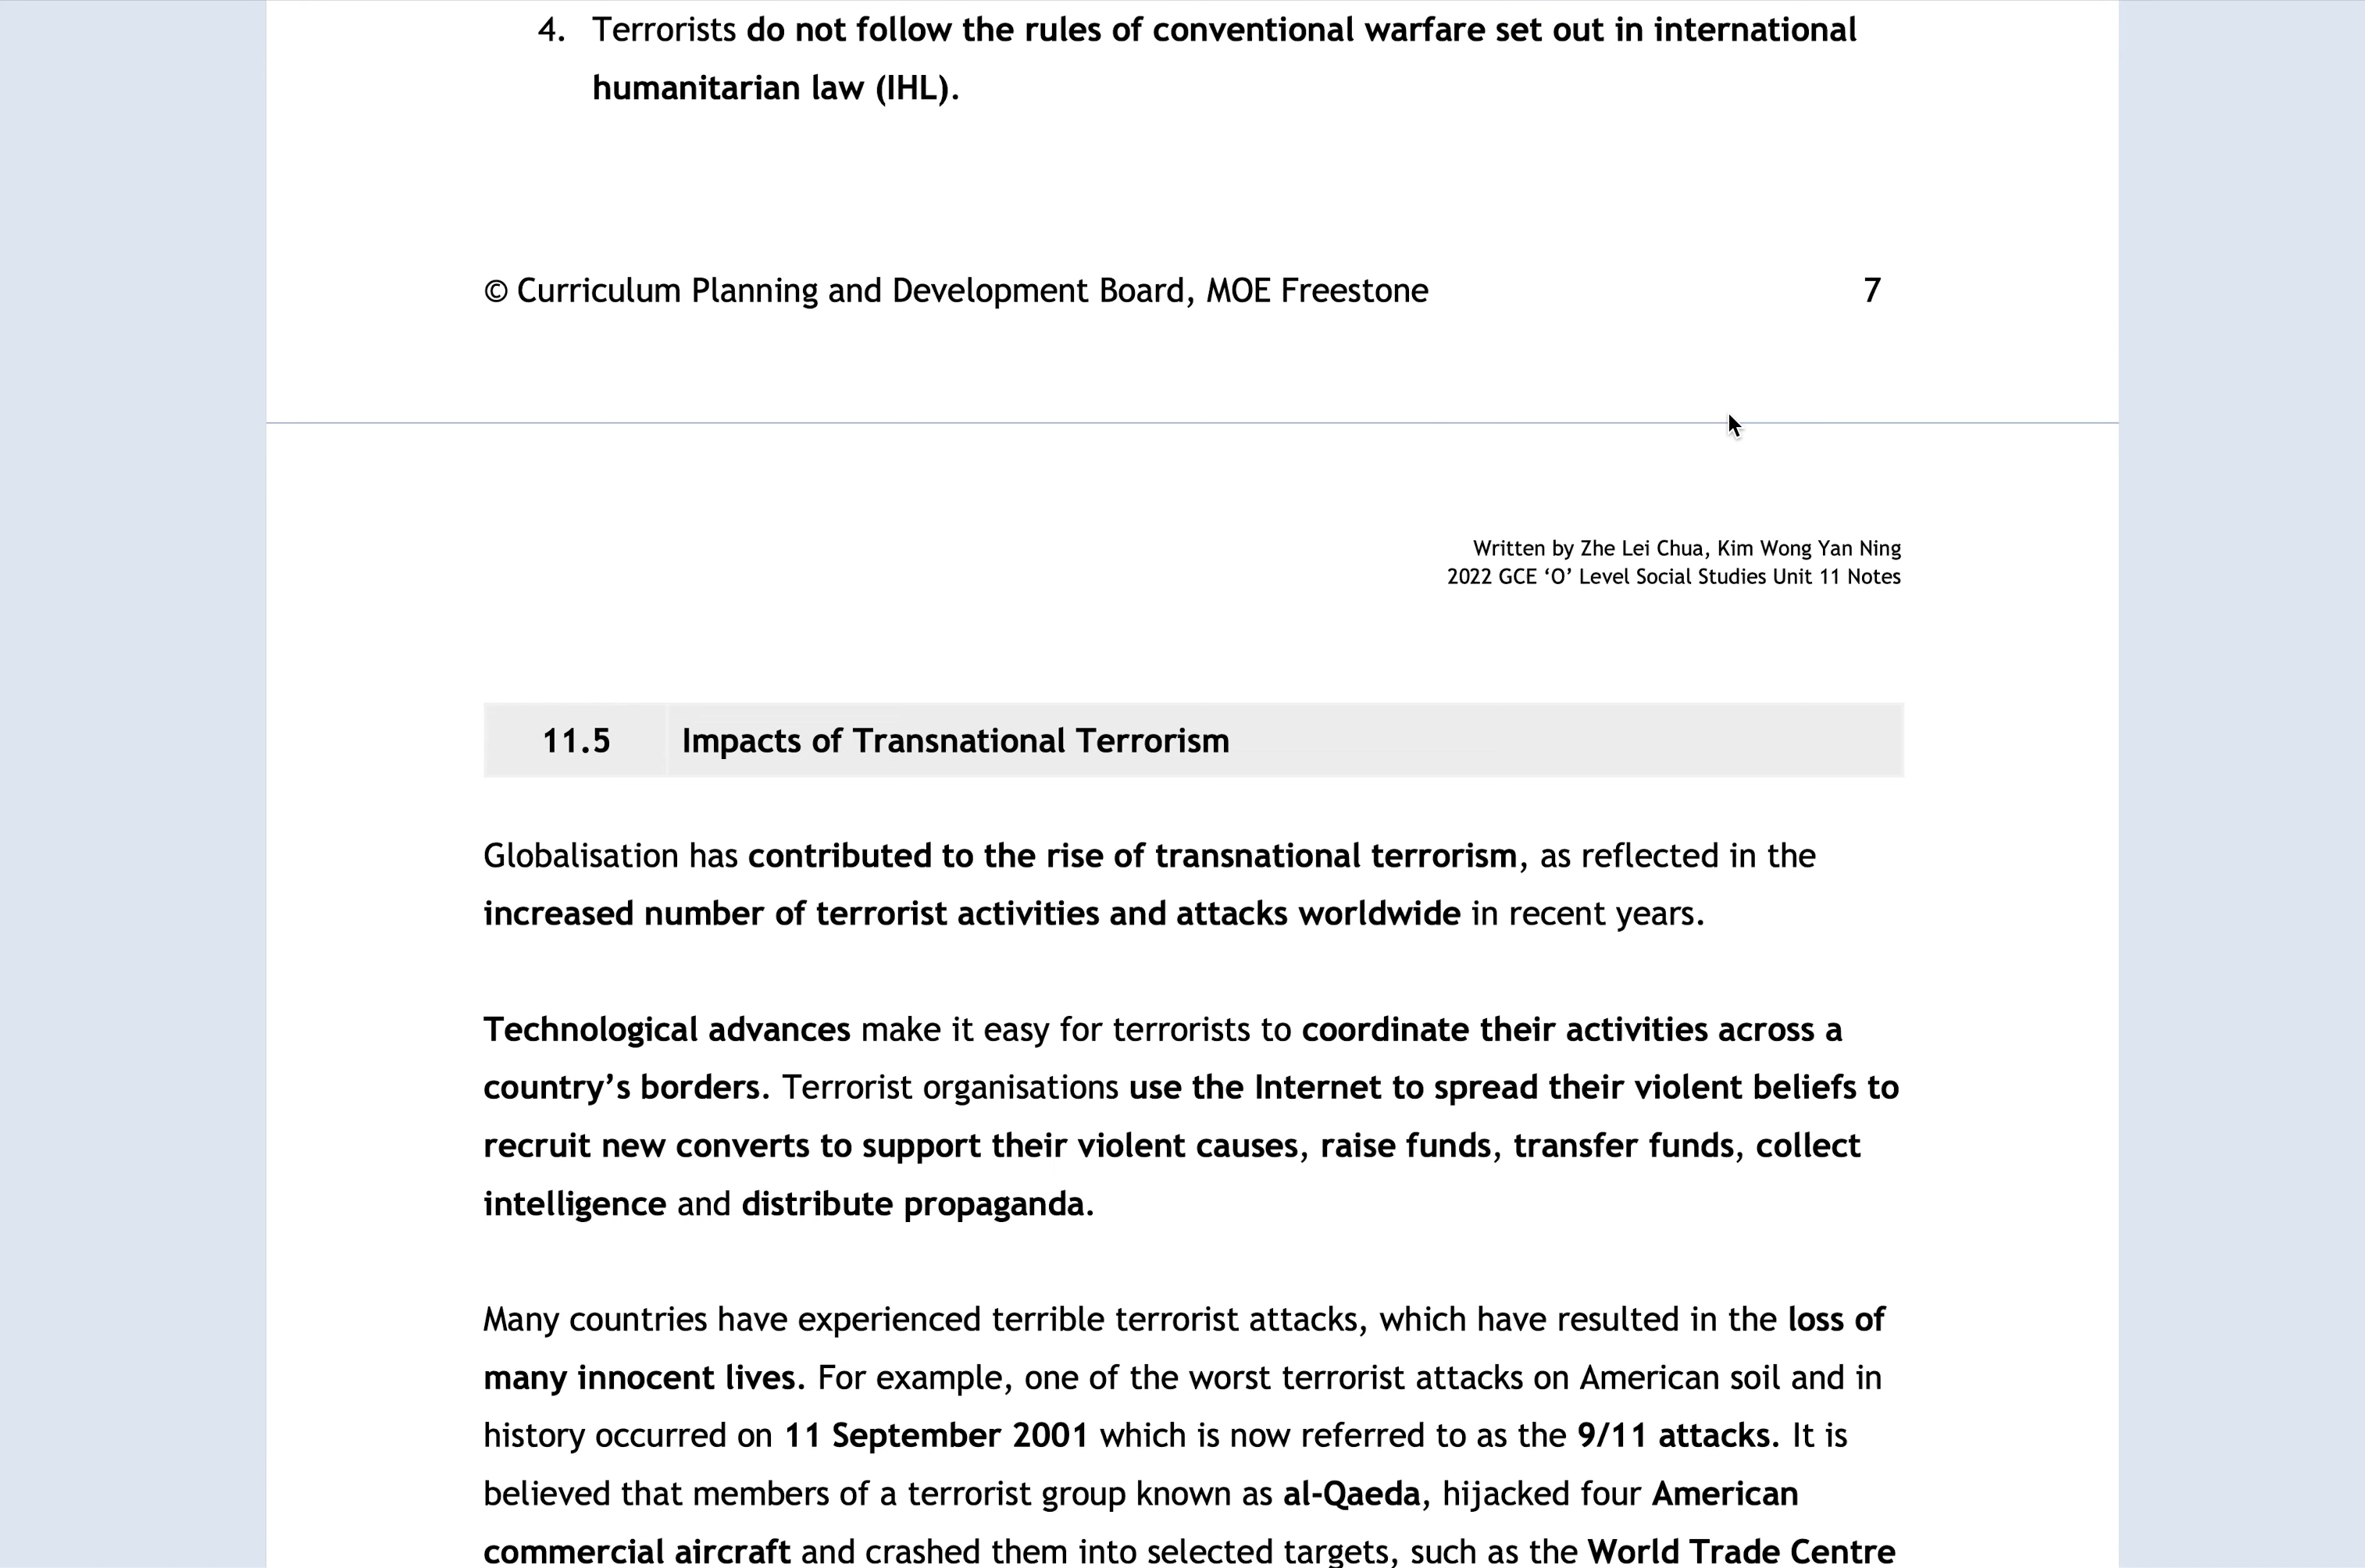 4. Terrorists do not follow the rules of conventional warfare set out in international
humanitarian law (IHL).
© Curriculum Planning and Development Board, MOE Freestone 7
Written by Zhe Lei Chua, Kim Wong Yan Ning
2022 GCE ‘O’ Level Social Studies Unit 11 Notes
11.5 Impacts of Transnational Terrorism
Globalisation has contributed to the rise of transnational terrorism, as reflected in the
increased number of terrorist activities and attacks worldwide in recent years.
Technological advances make it easy for terrorists to coordinate their activities across a
country’s borders. Terrorist organisations use the Internet to spread their violent beliefs to
recruit new converts to support their violent causes, raise funds, transfer funds, collect
intelligence and distribute propaganda.
Many countries have experienced terrible terrorist attacks, which have resulted in the loss of
many innocent lives. For example, one of the worst terrorist attacks on American soil and in
history occurred on 11 September 2001 which is now referred to as the 9/11 attacks. It is
believed that members of a terrorist group known as al-Qaeda, hijacked four American
commercial aircraft and crashed them into selected targets, such as the World Trade Centre